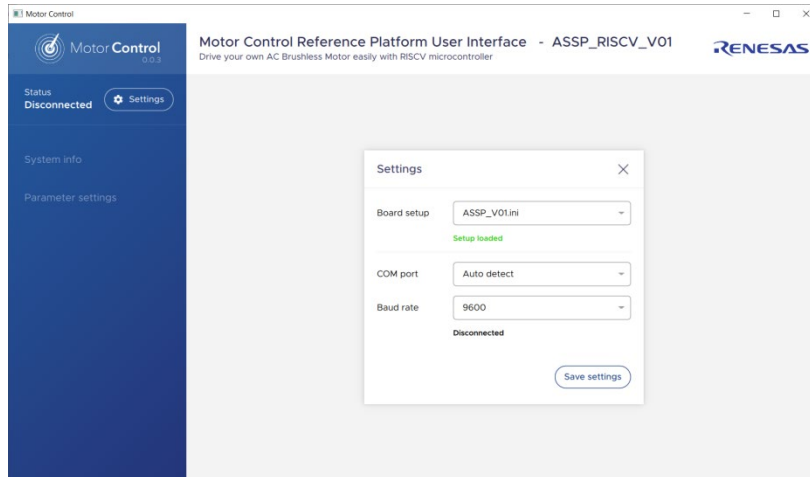 Motor Control
Motor Control
0.0.3
Motor Control Reference Platform User Interface - ASSP_RISCV_V01
Drive your own AC Brushless Motor easily with RISCV microcontroller
RENESAS
Status
Disconnected
Settings
System info
Parameter settings
Settings
Board setup
ASSP_V01.ini
Setup loaded
COM port
Auto detect
Baud rate
9600
Disconnected
Save settings